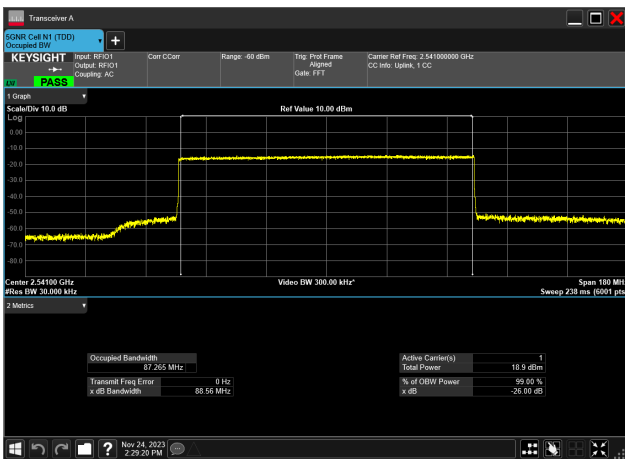 Transceiver A
5GNR Cell N1 (TDD)
Occupied BW
KEYSIGHT
Input: RFIO1
Output: RFIO1
Coupling: AC
Corr CCorr
Range: -60 dBm
Trig: Prot Frame
Aligned
Gate: FFT
Carrier Ref Freq: 2.541000000 GHz
CC Info: Uplink, 1 CC
PASS
1 Graph
Scale/Div 10.0 dB
Ref Value 10.00 dBm
Log
0.00
-10.0
-20.0
-30.0
-40.0
-50.0
-60.0
-70.0
-80.0
Center 2.54100 GHz
#Res BW 30.000 kHz
Video BW 300.00 kHz*
Span 180 MHz
Sweep 238 ms (6001 pts)
2 Metrics
Occupied Bandwidth
87.265 MHz
Transmit Freq Error 0 Hz
x dB Bandwidth 88.56 MHz
Active Carrier(s) 1
Total Power 18.9 dBm
% of OBW Power 99.00 %
x dB -26.00 dB
Nov 24, 2023
2:29:20 PM